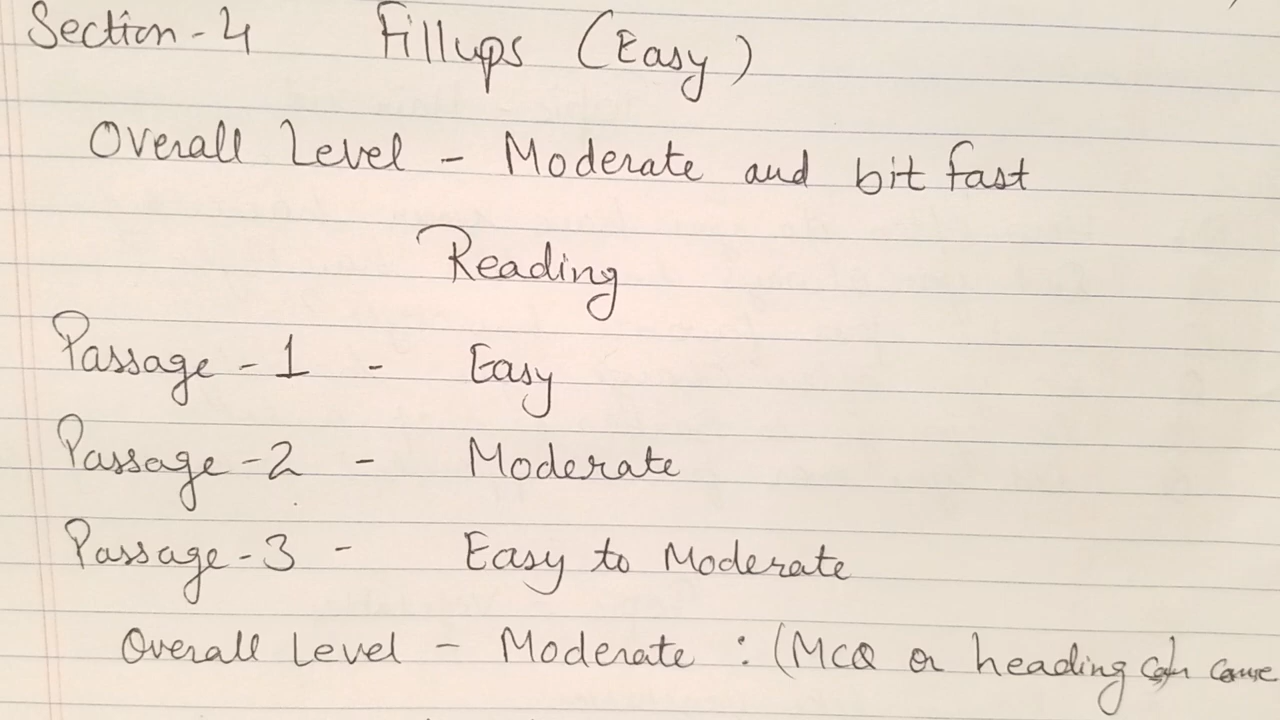 Section-4 Fillups (Easy)
Overall Level - Moderate and bit fast
Reading
Passage-1 - Easy
Passage-2 - Moderate
Passage-3 - Easy to Moderate
Overall Level - Moderate : (MCQ or heading can